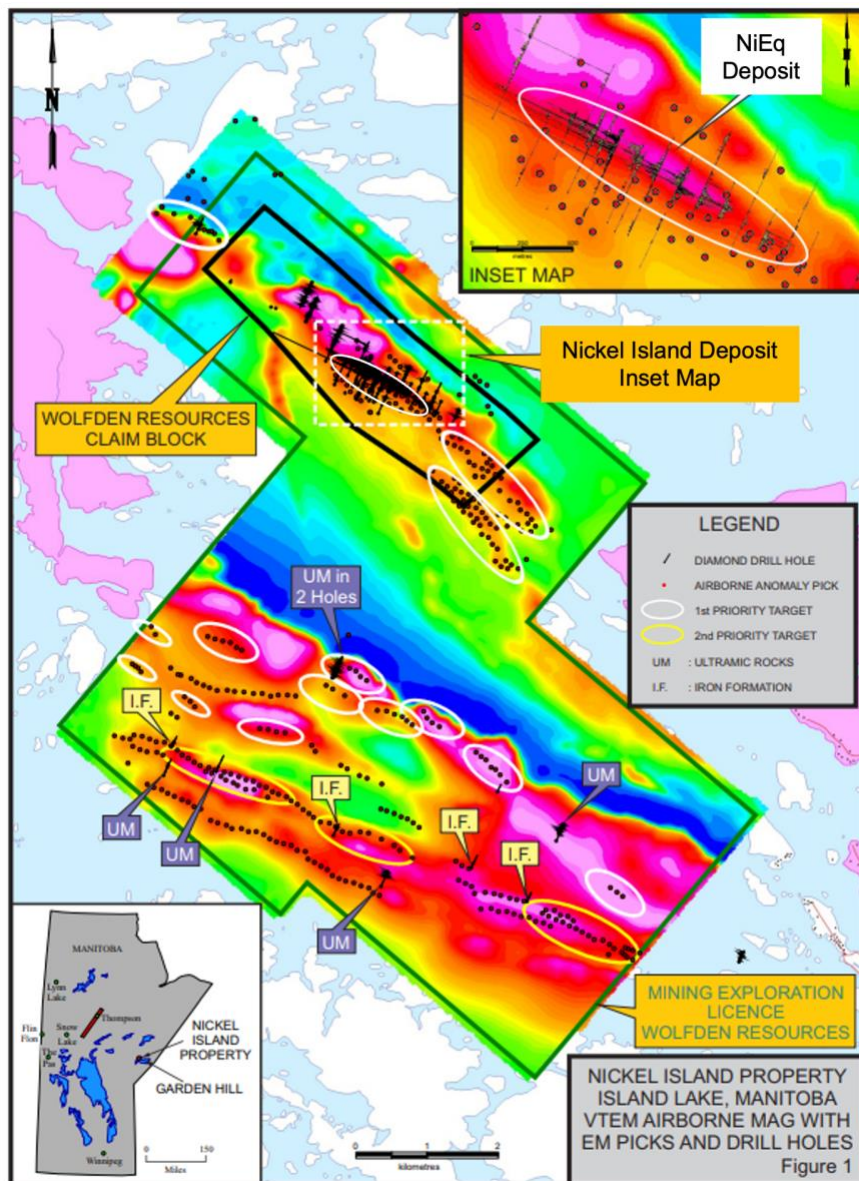 N
NiEq
Deposit
0
250
500
metres
INSET MAP
Nickel Island Deposit
Inset Map
WOLFDEN RESOURCES
CLAIM BLOCK
LEGEND
DIAMOND DRILL HOLE
AIRBORNE ANOMALY PICK
1st PRIORITY TARGET
2nd PRIORITY TARGET
UM : ULTRAMIC ROCKS
I.F. : IRON FORMATION
UM in
2 Holes
I.F.
UM
UM
I.F.
I.F.
UM
I.F.
UM
MINING EXPLORATION
LICENCE
WOLFDEN RESOURCES
MANITOBA
Lynn
Lake
Thompson
Flin
Flon
Snow
Lake
The
Pas
NICKEL
ISLAND
PROPERTY
GARDEN HILL
Winnipeg
0 150
Miles
0 1 2
kilometres
NICKEL ISLAND PROPERTY
ISLAND LAKE, MANITOBA
VTEM AIRBORNE MAG WITH
EM PICKS AND DRILL HOLES
Figure 1